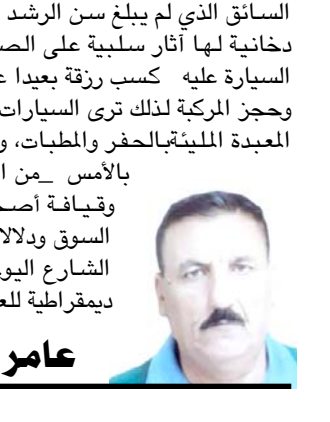 السائق الذي لم يبلغ سن الرشد
دخانية لها آثار سلبية على الص
السيارة عليه كسب رزقة بعيدا ع
وحجز المركبة لذلك ترى السيارات
المعبدة المليئةبالحفر والمطبات، و
بالأمس _من ا
وقيافة أصح
السوق ودلالا
الشارع اليو
ديمقراطية للع
عامر